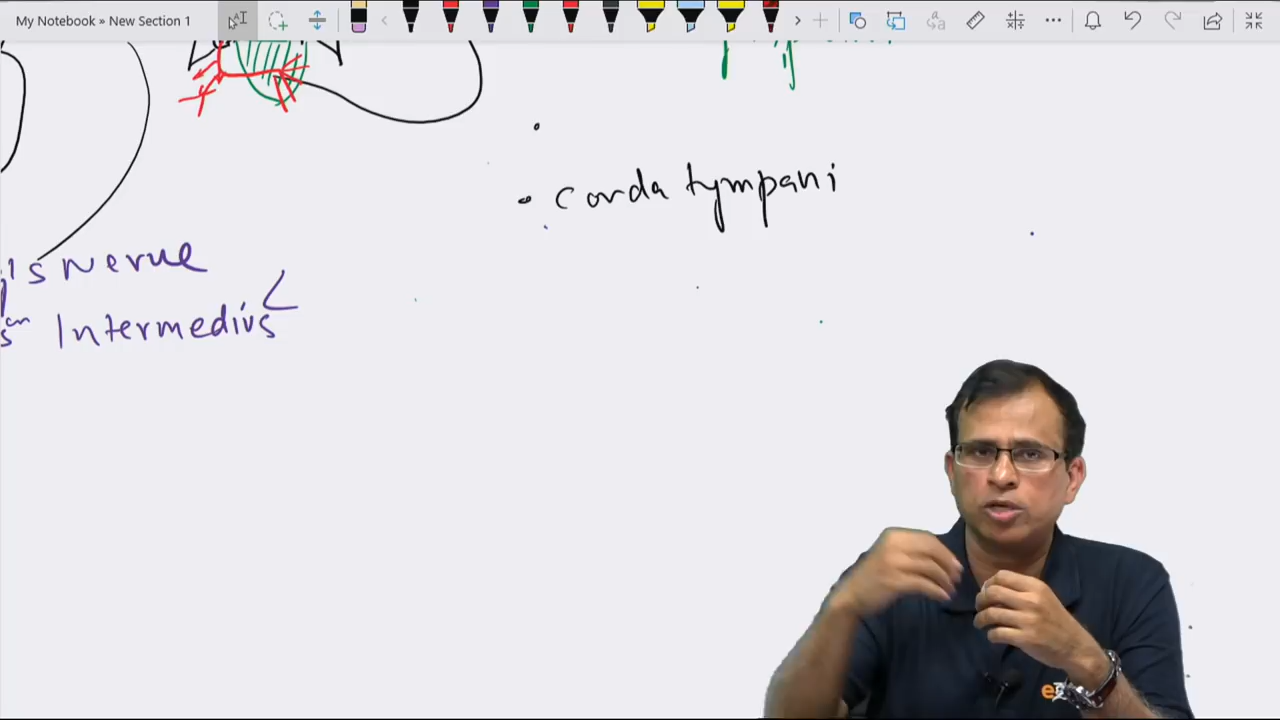 My Notebook » New Section 1
• corda tympani
's Nerve
Intermedius